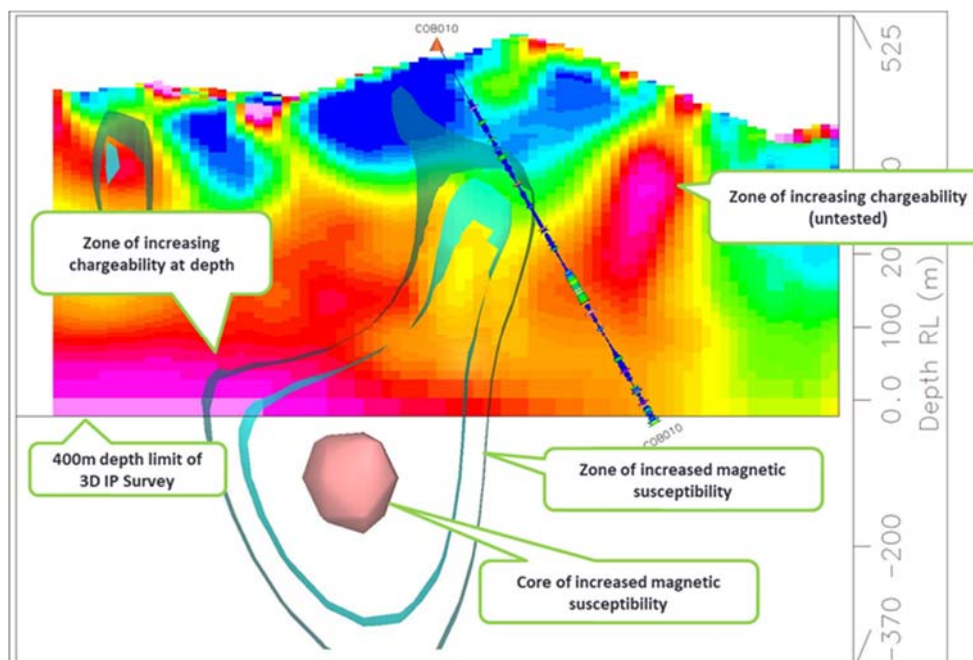 COB010
525
Zone of increasing chargeability
(untested)
Zone of increasing
chargeability at depth
100
0.0
Depth RL (m)
400m depth limit of
3D IP Survey
COB010
Zone of increased magnetic
susceptibility
-200
Core of increased magnetic
susceptibility
-370